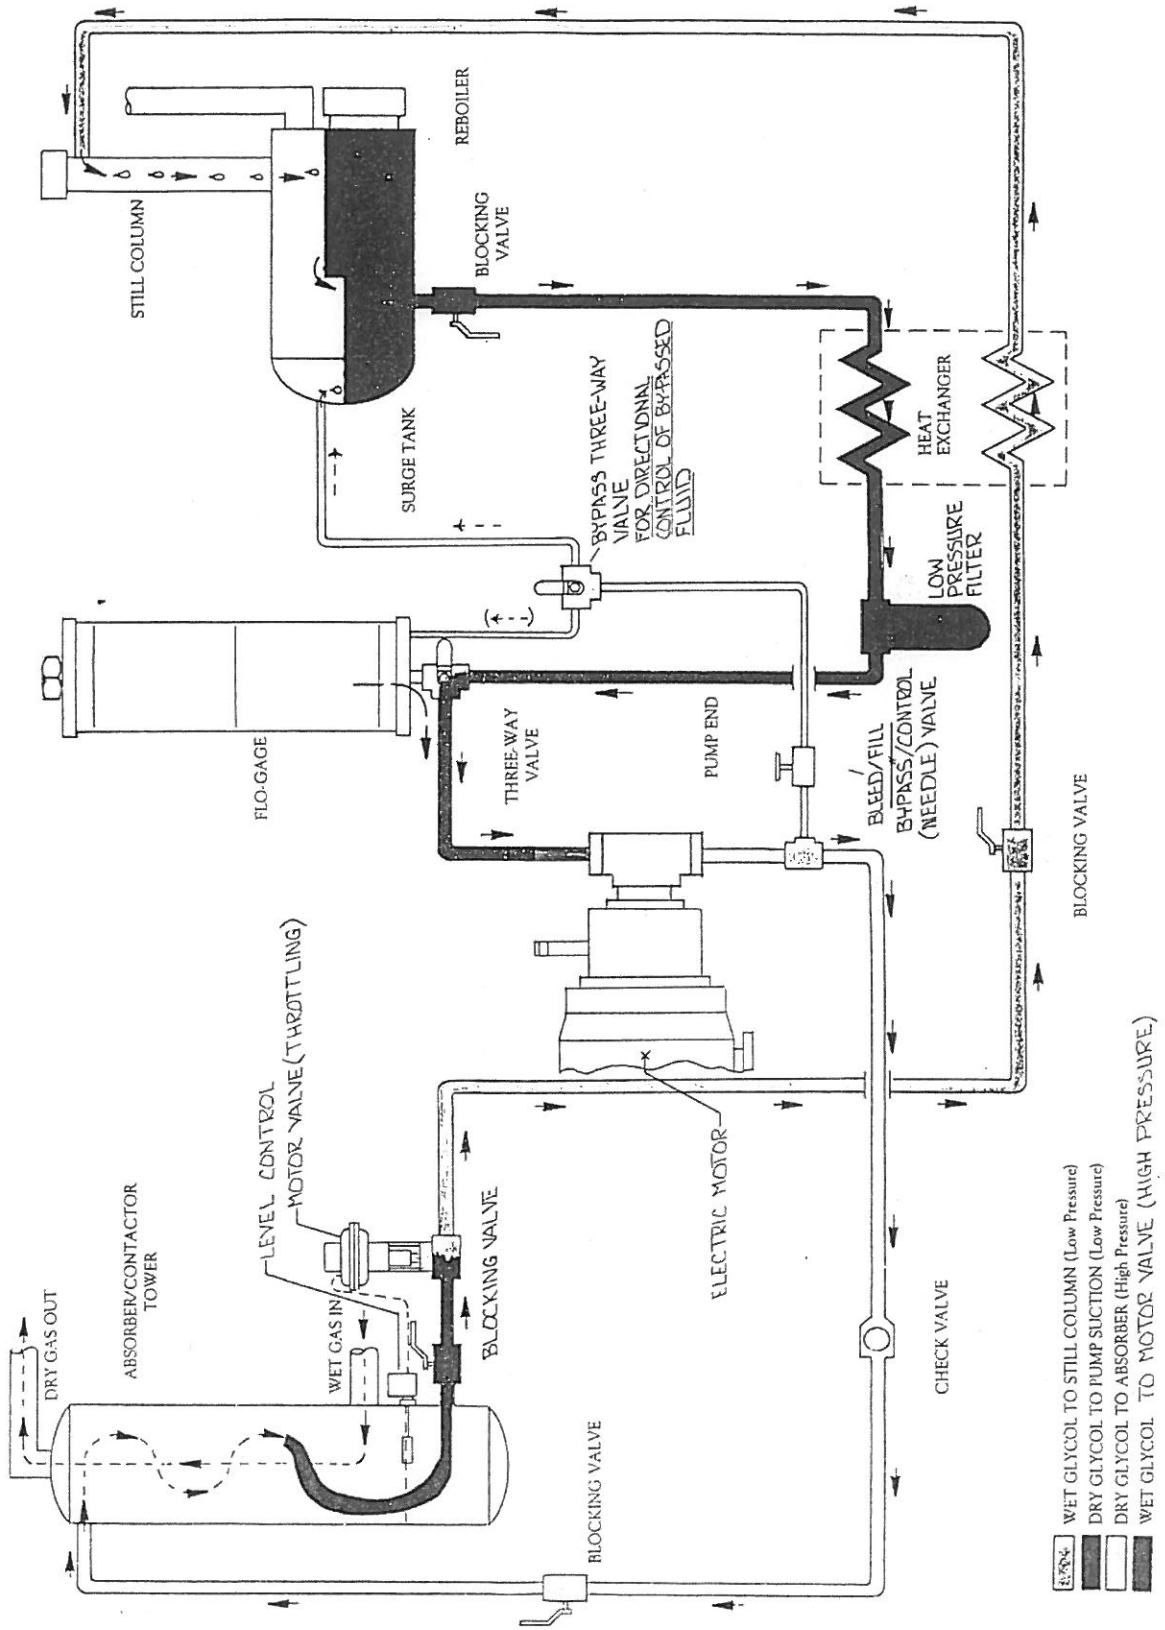 STILL COLUMN
REBOILER
BLOCKING
VALVE
SURGE TANK
BYPASS THREE-WAY
VALVE
FOR DIRECTIONAL
CONTROL OF BYPASSED
FLUID
HEAT
EXCHANGER
LOW
PRESSURE
FILTER
FLO-GAGE
THREE-WAY
VALVE
PUMP END
BLEED/FILL
BYPASS/CONTROL
(NEEDLE) VALVE
BLOCKING VALVE
LEVEL CONTROL
MOTOR VALVE (THROTTLING)
ELECTRIC MOTOR
BLOCKING VALVE
ABSORBER/CONTACTOR
TOWER
DRY GAS OUT
WET GAS IN
CHECK VALVE
BLOCKING VALVE
WET GLYCOL TO STILL COLUMN (Low Pressure)
DRY GLYCOL TO PUMP SUCTION (Low Pressure)
DRY GLYCOL TO ABSORBER (High Pressure)
WET GLYCOL TO MOTOR VALVE (HIGH PRESSURE)